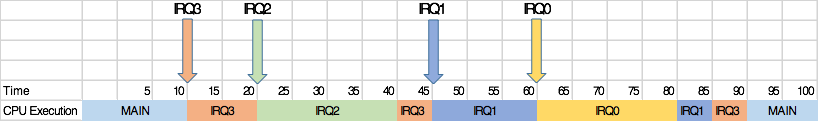 IRQ3 IRQ2 IRQ1 IRQ0
Time 5 10 15 20 25 30 35 40 45 50 55 60 65 70 75 80 85 90 95 100
CPU Execution MAIN IRQ3 IRQ2 IRQ3 IRQ1 IRQ0 IRQ1 IRQ3 MAIN